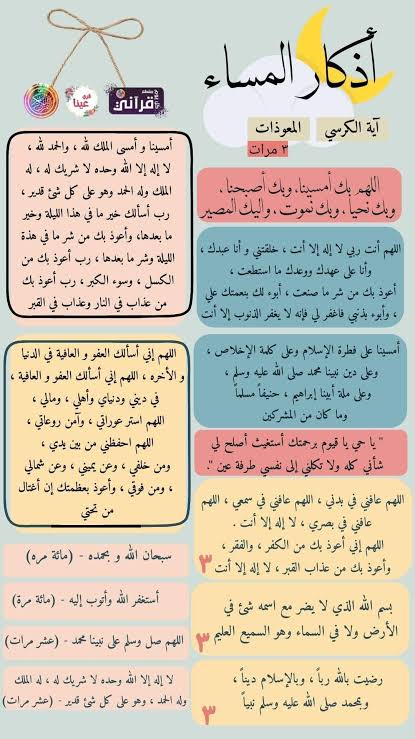 أذكار المساء
آية الكرسي
المعوذات
٣ مرات
اللهم بك أمسينا، وبك أصبحنا ،
وبك نحيا ، وبك نموت ، وإليك المصير
اللهم أنت ربي لا إله إلا أنت ، خلقتني و أنا عبدك ،
وأنا على عهدك ووعدك ما استطعت ،
أعوذ بك من شر ما صنعت ، أبوء لك بنعمتك علي
، وأبوء بذنبي فاغفر لي فإنه لا يغفر الذنوب إلا أنت
أمسينا على فطرة الإسلام وعلى كلمة الإخلاص ،
وعلى دين نبينا محمد صلى الله عليه وسلم ،
وعلى ملة أبينا إبراهيم ، حنيفاً مسلماً
وما كان من المشركين
" يا حي يا قيوم برحمتك أستغيث أصلح لي
شأني كله ولا تكلني إلى نفسي طرفة عين ".
اللهم عافني في بدني ، اللهم عافني في سمعي ، اللهم
عافني في بصري ، لا إله إلا أنت .
اللهم إني أعوذ بك من الكفر ، والفقر ،
وأعوذ بك من عذاب القبر ، لا إله إلا أنت
٣
بسم الله الذي لا يضر مع اسمه شئ في
الأرض ولا في السماء وهو السميع العليم
٣
رضيت بالله رباً ، وبالإسلام ديناً ،
وبمحمد صلى الله عليه وسلم نبياً
٣
قرآني
عينا
أمسينا و أمسى الملك لله ، والحمد لله ،
لا إله إلا الله وحده لا شريك له ، له
الملك وله الحمد وهو على كل شئ قدير ،
رب أسألك خير ما في هذا الليلة وخير
ما بعدها، وأعوذ بك من شر ما في هذة
الليلة وشر ما بعدها ، رب أعوذ بك من
الكسل ، وسوء الكبر ، رب أعوذ بك
من عذاب في النار وعذاب في القبر
اللهم إني أسألك العفو و العافية في الدنيا
و الأخره ، اللهم إني أسألك العفو و العافية ،
في ديني ودنياي وأهلي ، ومالي ،
اللهم استر عوراتي ، وآمن روعاتي ،
اللهم احفظني من بين يدي ،
ومن خلفي ، وعن يميني ، وعن شمالي
، ومن فوقي ، وأعوذ بعظمتك إن أغتال
من تحتي
سبحان الله و بحمده - (مائة مره)
أستغفر الله وأتوب إليه - (مائة مرة)
اللهم صل وسلم على نبينا محمد - (عشر مرات)
لا إله إلا الله وحده لا شريك له ، له الملك
وله الحمد ، وهو على كل شئ قدير - (عشر مرات)